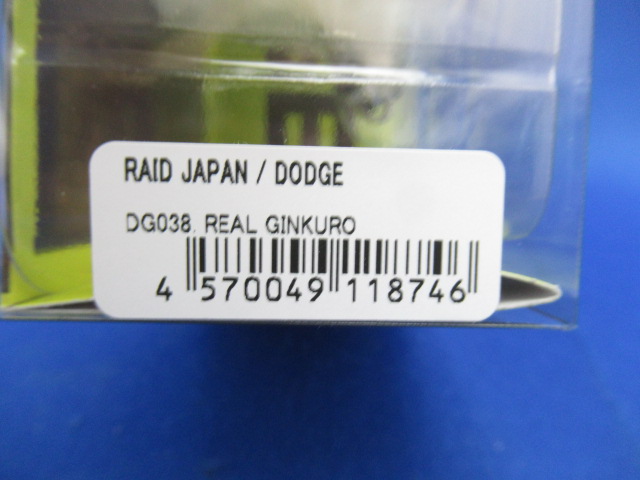 RAID JAPAN / DODGE
DG038. REAL GINKURO
4 570049 118746